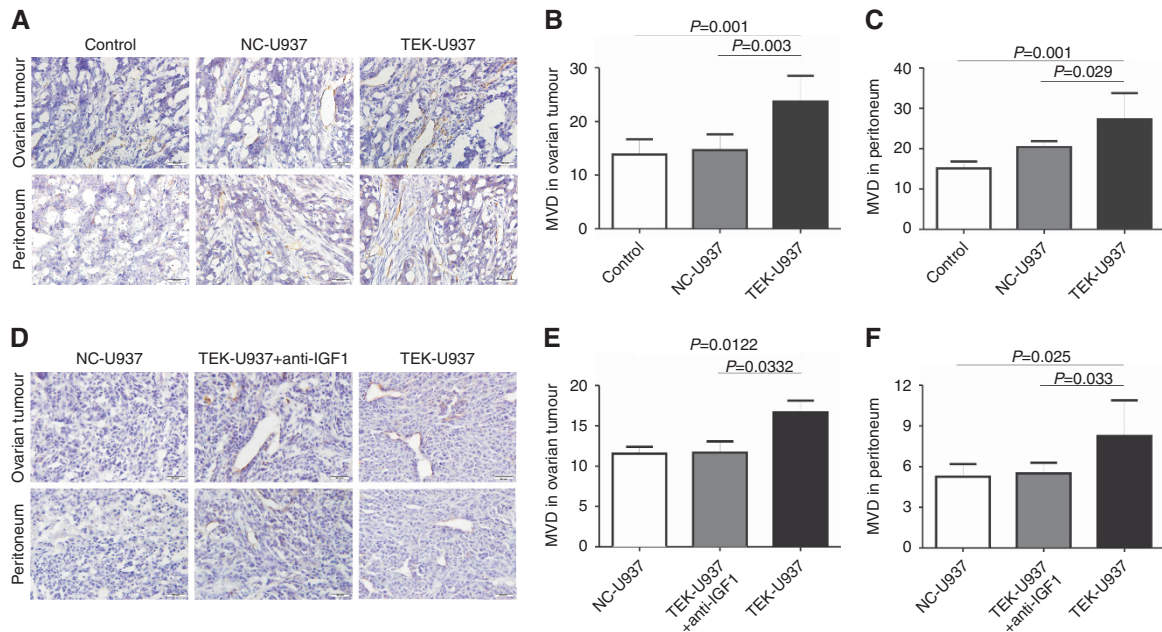 A
Control
NC-U937
TEK-U937
Ovarian tumour
Peritoneum
B
P=0.001
P=0.003
MVD in ovarian tumour
30
20
10
0
Control
NC-U937
TEK-U937
C
P=0.001
P=0.029
MVD in peritoneum
40
30
20
10
0
Control
NC-U937
TEK-U937
D
NC-U937
TEK-U937+anti-IGF1
TEK-U937
Ovarian tumour
Peritoneum
E
P=0.0122
P=0.0332
MVD in ovarian tumour
20
15
10
5
0
NC-U937
TEK-U937
+anti-IGF1
TEK-U937
F
P=0.025
P=0.033
MVD in peritoneum
12
9
6
3
0
NC-U937
TEK-U937
+anti-IGF1
TEK-U937